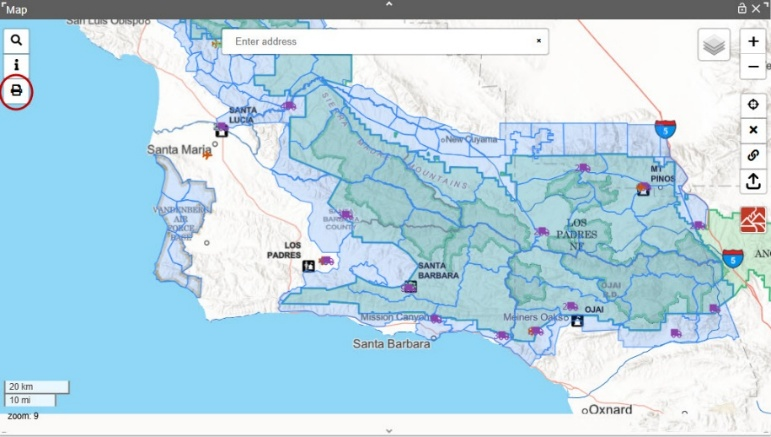 Map
San Luis Obispo
Enter address
SANTA
LUCIA
Santa Maria
SIERRA MADRE MOUNTAINS
New Cuyama
5
MT
PINOS
VANDENBERG
AIR
FORCE
BASE
SANTA
BARBARA
COUNTY
LOS
PADRES
NF
LOS
PADRES
SANTA
BARBARA
5
OJAI
R.D.
OJAI
Mission Canyon
Meiners Oaks
Santa Barbara
20 km
10 mi
Oxnard
zoom: 9